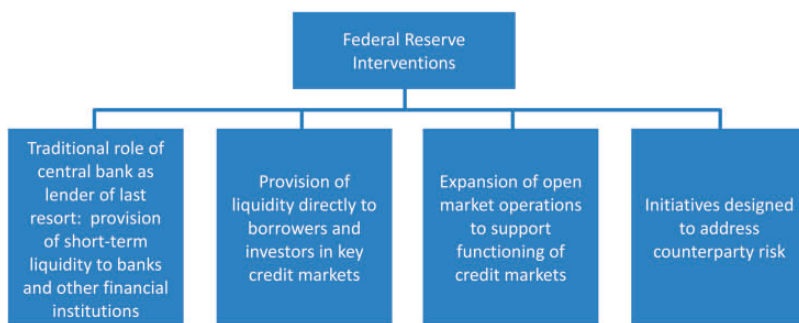 Federal Reserve
Interventions
Traditional role of
central bank as
lender of last
resort: provision
of short-term
liquidity to banks
and other financial
institutions
Provision of
liquidity directly to
borrowers and
investors in key
credit markets
Expansion of open
market operations
to support
functioning of
credit markets
Initiatives designed
to address
counterparty risk